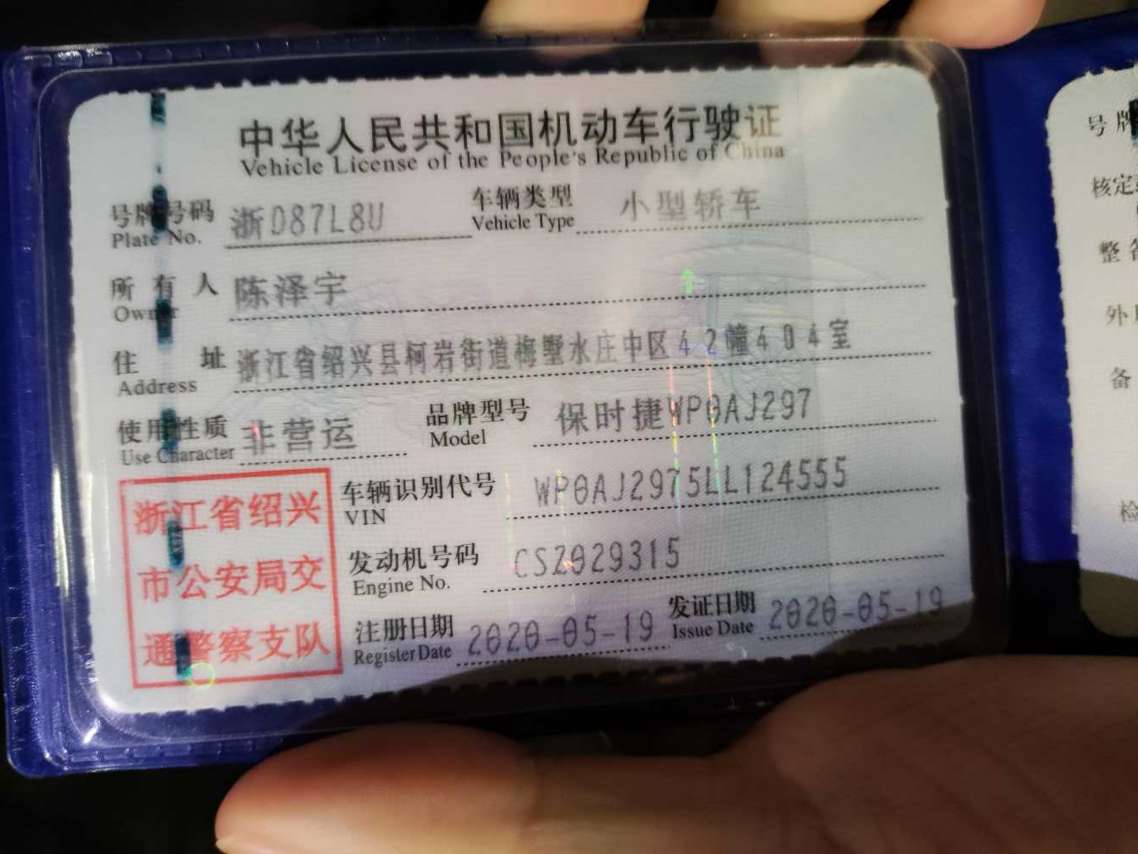 中华人民共和国机动车行驶证
Vehicle License of the People's Republic of China
号牌号码 浙D87L8U 车辆类型 小型轿车
Plate No. Vehicle Type
所有人 陈泽宇
Owner
住址 浙江省绍兴县柯岩街道梅墅水庄中区42幢404室
Address
使用性质 非营运 品牌型号 保时捷WP0AJ297
Use Character Model
浙江省绍兴
市公安局交
通警察支队
车辆识别代号 WP0AJ2975LL124555
VIN
发动机号码 CSZ029315
Engine No.
注册日期 2020-05-19 发证日期 2020-05-19
Register Date Issue Date
号牌
核定
整备
外
备
检